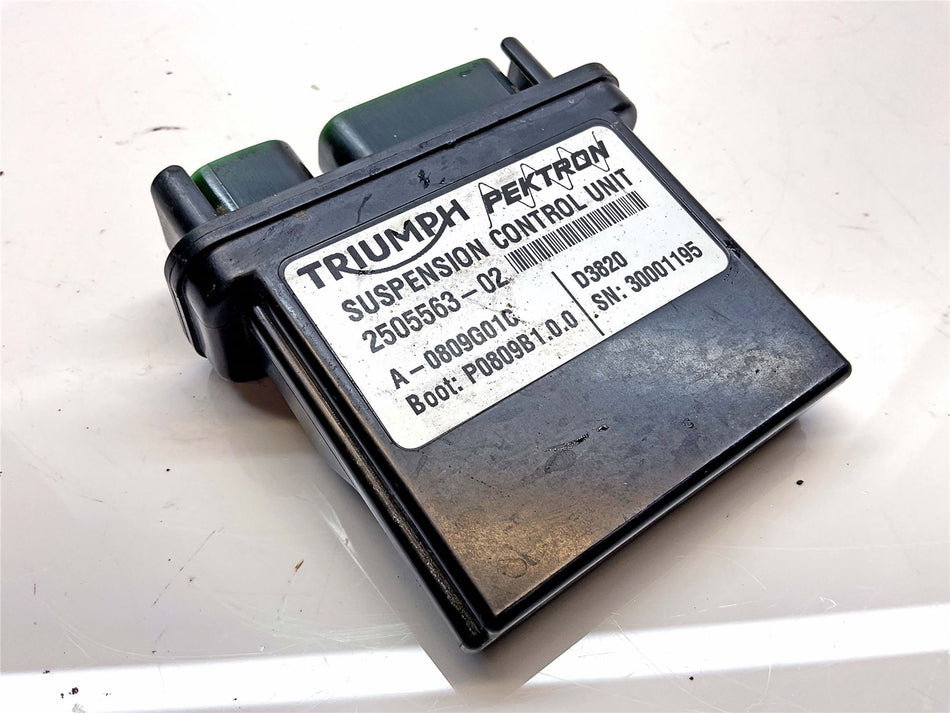 TRIUMPH PEKTRON
SUSPENSION CONTROL UNIT
2505563-02
A-0809G01C D3820
Boot: P0809B1.0.0 SN: 30001195